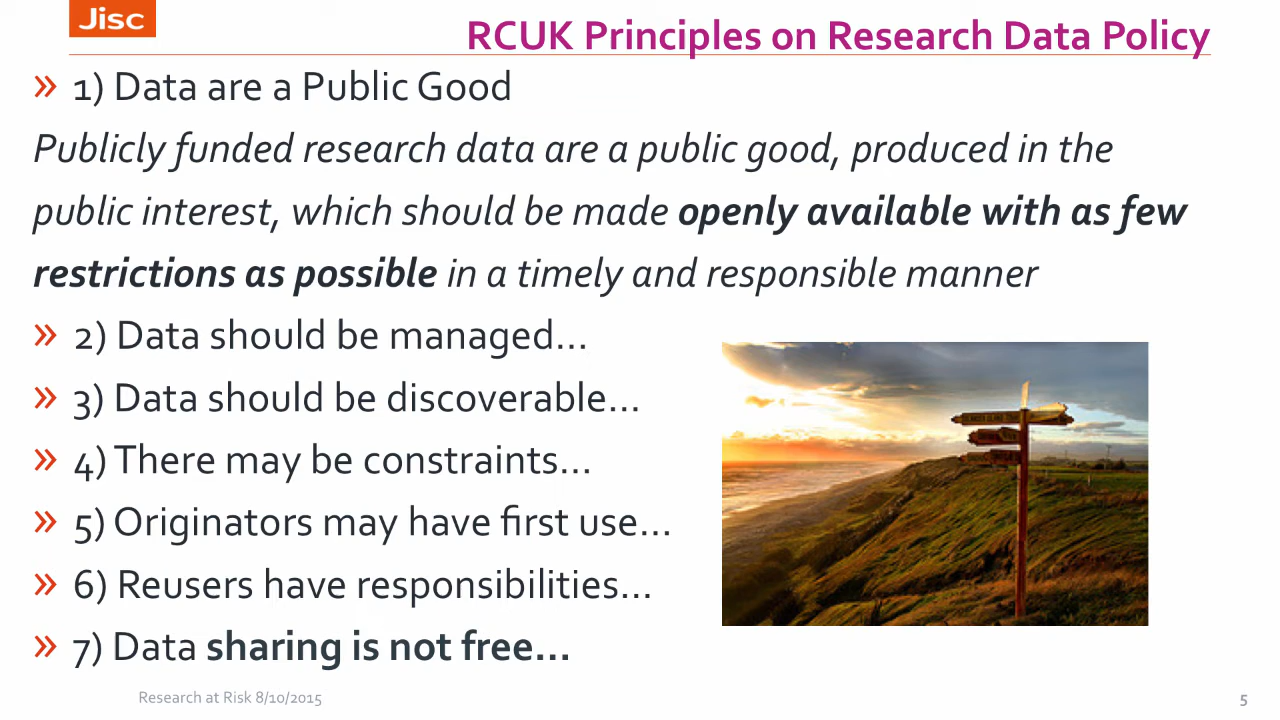 Jisc
RCUK Principles on Research Data Policy
» 1) Data are a Public Good
Publicly funded research data are a public good, produced in the
public interest, which should be made openly available with as few
restrictions as possible in a timely and responsible manner
» 2) Data should be managed...
» 3) Data should be discoverable...
» 4) There may be constraints...
» 5) Originators may have first use...
» 6) Reusers have responsibilities...
» 7) Data sharing is not free...
Research at Risk 8/10/2015
5